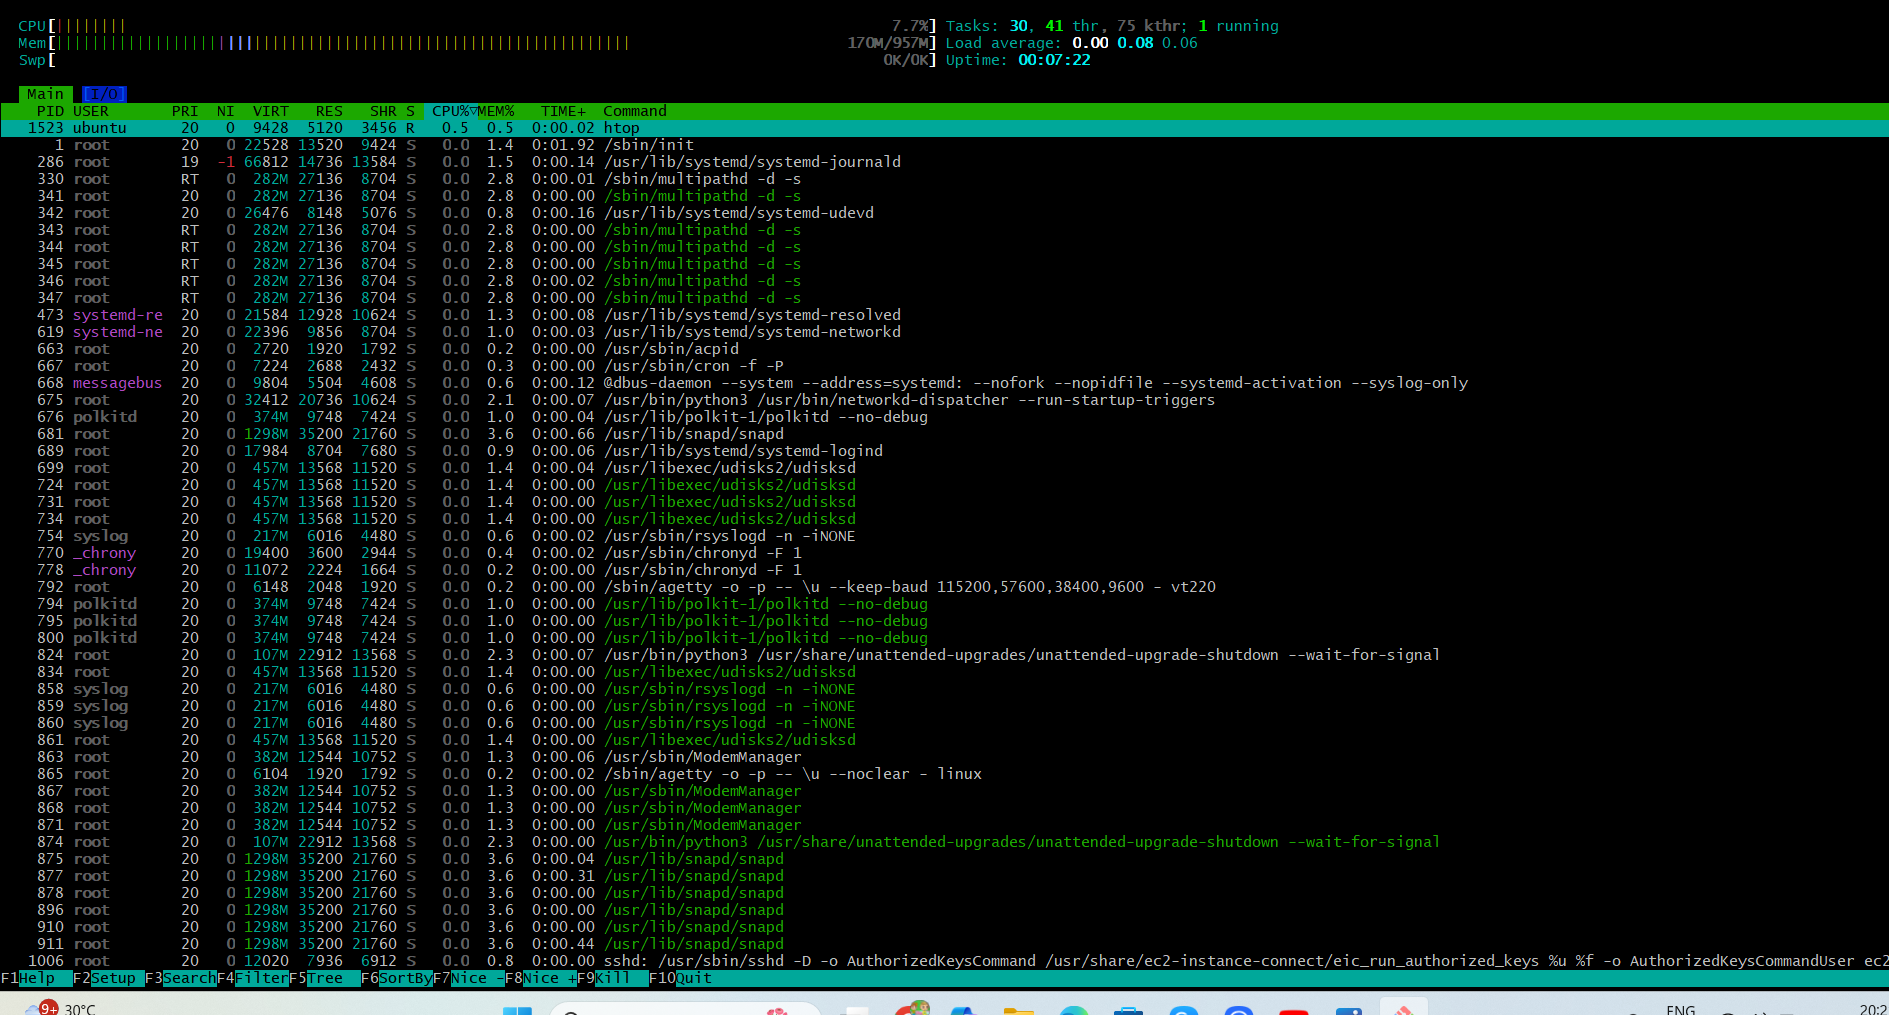 CPU[|||||||| 7.7%] Tasks: 30, 41 thr, 75 kthr; 1 running
Mem[|||||||||||||||||||||||||||||||||||||||||||||||||||||||||||||||| 170M/957M] Load average: 0.00 0.08 0.06
Swp[ 0K/0K] Uptime: 00:07:22
Main [I/O]
PID USER PRI NI VIRT RES SHR S CPU%▽MEM% TIME+ Command
1523 ubuntu 20 0 9428 5120 3456 R 0.5 0.5 0:00.02 htop
1 root 20 0 22528 13520 9424 S 0.0 1.4 0:01.92 /sbin/init
286 root 19 -1 66812 14736 13584 S 0.0 1.5 0:00.14 /usr/lib/systemd/systemd-journald
330 root RT 0 282M 27136 8704 S 0.0 2.8 0:00.01 /sbin/multipathd -d -s
341 root 20 0 282M 27136 8704 S 0.0 2.8 0:00.00 /sbin/multipathd -d -s
342 root 20 0 26476 8148 5076 S 0.0 0.8 0:00.16 /usr/lib/systemd/systemd-udevd
343 root RT 0 282M 27136 8704 S 0.0 2.8 0:00.00 /sbin/multipathd -d -s
344 root RT 0 282M 27136 8704 S 0.0 2.8 0:00.00 /sbin/multipathd -d -s
345 root RT 0 282M 27136 8704 S 0.0 2.8 0:00.00 /sbin/multipathd -d -s
346 root RT 0 282M 27136 8704 S 0.0 2.8 0:00.02 /sbin/multipathd -d -s
347 root RT 0 282M 27136 8704 S 0.0 2.8 0:00.00 /sbin/multipathd -d -s
473 systemd-re 20 0 21584 12928 10624 S 0.0 1.3 0:00.08 /usr/lib/systemd/systemd-resolved
619 systemd-ne 20 0 22396 9856 8704 S 0.0 1.0 0:00.03 /usr/lib/systemd/systemd-networkd
663 root 20 0 2720 1920 1792 S 0.0 0.2 0:00.00 /usr/sbin/acpid
667 root 20 0 7224 2688 2432 S 0.0 0.3 0:00.00 /usr/sbin/cron -f -P
668 messagebus 20 0 9804 5504 4608 S 0.0 0.6 0:00.12 @dbus-daemon --system --address=systemd: --nofork --nopidfile --systemd-activation --syslog-only
675 root 20 0 32412 20736 10624 S 0.0 2.1 0:00.07 /usr/bin/python3 /usr/bin/networkd-dispatcher --run-startup-triggers
676 polkitd 20 0 374M 9748 7424 S 0.0 1.0 0:00.04 /usr/lib/polkit-1/polkitd --no-debug
681 root 20 0 1298M 35200 21760 S 0.0 3.6 0:00.66 /usr/lib/snapd/snapd
689 root 20 0 17984 8704 7680 S 0.0 0.9 0:00.06 /usr/lib/systemd/systemd-logind
699 root 20 0 457M 13568 11520 S 0.0 1.4 0:00.04 /usr/libexec/udisks2/udisksd
724 root 20 0 457M 13568 11520 S 0.0 1.4 0:00.00 /usr/libexec/udisks2/udisksd
731 root 20 0 457M 13568 11520 S 0.0 1.4 0:00.00 /usr/libexec/udisks2/udisksd
734 root 20 0 457M 13568 11520 S 0.0 1.4 0:00.00 /usr/libexec/udisks2/udisksd
754 syslog 20 0 217M 6016 4480 S 0.0 0.6 0:00.02 /usr/sbin/rsyslogd -n -iNONE
770 _chrony 20 0 19400 3600 2944 S 0.0 0.4 0:00.02 /usr/sbin/chronyd -F 1
778 _chrony 20 0 11072 2224 1664 S 0.0 0.2 0:00.00 /usr/sbin/chronyd -F 1
792 root 20 0 6148 2048 1920 S 0.0 0.2 0:00.00 /sbin/agetty -o -p -- \u --keep-baud 115200,57600,38400,9600 - vt220
794 polkitd 20 0 374M 9748 7424 S 0.0 1.0 0:00.00 /usr/lib/polkit-1/polkitd --no-debug
795 polkitd 20 0 374M 9748 7424 S 0.0 1.0 0:00.00 /usr/lib/polkit-1/polkitd --no-debug
800 polkitd 20 0 374M 9748 7424 S 0.0 1.0 0:00.00 /usr/lib/polkit-1/polkitd --no-debug
824 root 20 0 107M 22912 13568 S 0.0 2.3 0:00.07 /usr/bin/python3 /usr/share/unattended-upgrades/unattended-upgrade-shutdown --wait-for-signal
834 root 20 0 457M 13568 11520 S 0.0 1.4 0:00.00 /usr/libexec/udisks2/udisksd
858 syslog 20 0 217M 6016 4480 S 0.0 0.6 0:00.00 /usr/sbin/rsyslogd -n -iNONE
859 syslog 20 0 217M 6016 4480 S 0.0 0.6 0:00.00 /usr/sbin/rsyslogd -n -iNONE
860 syslog 20 0 217M 6016 4480 S 0.0 0.6 0:00.00 /usr/sbin/rsyslogd -n -iNONE
861 root 20 0 457M 13568 11520 S 0.0 1.4 0:00.00 /usr/libexec/udisks2/udisksd
863 root 20 0 382M 12544 10752 S 0.0 1.3 0:00.06 /usr/sbin/ModemManager
865 root 20 0 6104 1920 1792 S 0.0 0.2 0:00.02 /sbin/agetty -o -p -- \u --noclear - linux
867 root 20 0 382M 12544 10752 S 0.0 1.3 0:00.00 /usr/sbin/ModemManager
868 root 20 0 382M 12544 10752 S 0.0 1.3 0:00.00 /usr/sbin/ModemManager
871 root 20 0 382M 12544 10752 S 0.0 1.3 0:00.00 /usr/sbin/ModemManager
874 root 20 0 107M 22912 13568 S 0.0 2.3 0:00.00 /usr/bin/python3 /usr/share/unattended-upgrades/unattended-upgrade-shutdown --wait-for-signal
875 root 20 0 1298M 35200 21760 S 0.0 3.6 0:00.04 /usr/lib/snapd/snapd
877 root 20 0 1298M 35200 21760 S 0.0 3.6 0:00.31 /usr/lib/snapd/snapd
878 root 20 0 1298M 35200 21760 S 0.0 3.6 0:00.00 /usr/lib/snapd/snapd
896 root 20 0 1298M 35200 21760 S 0.0 3.6 0:00.00 /usr/lib/snapd/snapd
910 root 20 0 1298M 35200 21760 S 0.0 3.6 0:00.00 /usr/lib/snapd/snapd
911 root 20 0 1298M 35200 21760 S 0.0 3.6 0:00.44 /usr/lib/snapd/snapd
1006 root 20 0 12020 7936 6912 S 0.0 0.8 0:00.00 sshd: /usr/sbin/sshd -D -o AuthorizedKeysCommand /usr/share/ec2-instance-connect/eic_run_authorized_keys %u %f -o AuthorizedKeysCommandUser ec2
F1Help F2Setup F3SearchF4FilterF5Tree F6SortByF7Nice -F8Nice +F9Kill F10Quit
9+ 30°C ENG 20:2